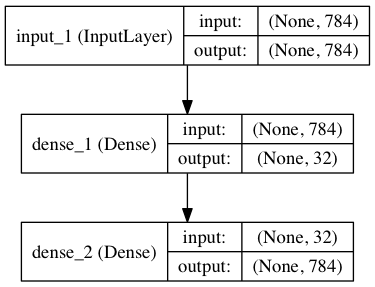 input_1 (InputLayer)
input: (None, 784)
output: (None, 784)
dense_1 (Dense)
input: (None, 784)
output: (None, 32)
dense_2 (Dense)
input: (None, 32)
output: (None, 784)